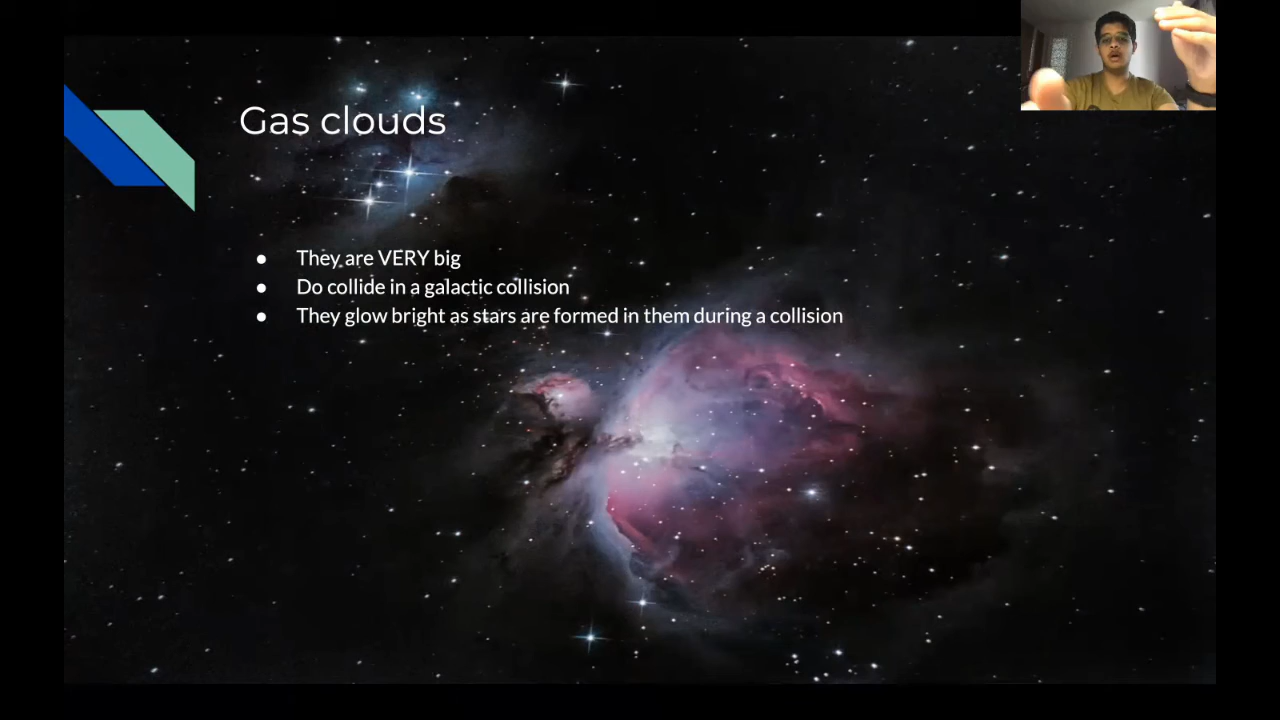 Gas clouds
● They are VERY big
● Do collide in a galactic collision
● They glow bright as stars are formed in them during a collision